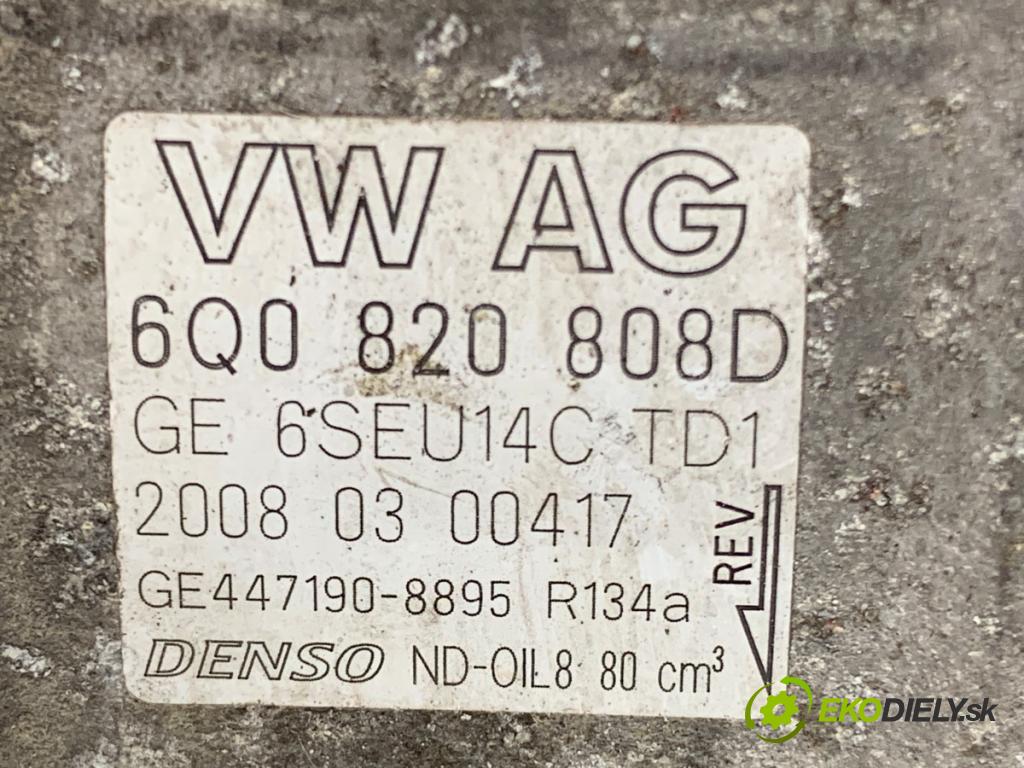 VW AG
6Q0 820 808D
GE 6SEU14C TD1
2008 03 00417
REV
GE447190-8895 R134a
DENSO ND-OIL8 80 cm³
EKODIELY.sk